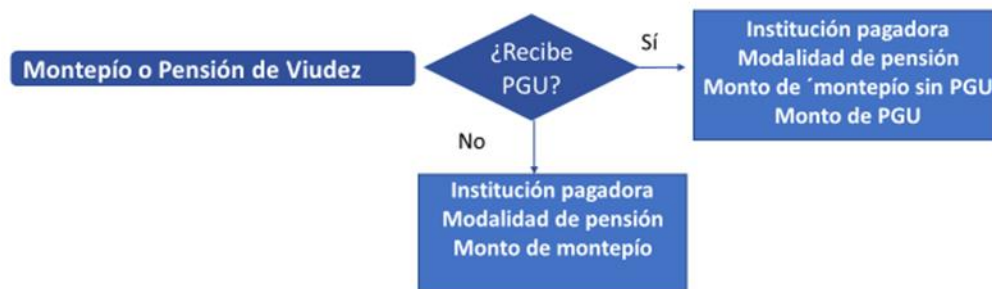 Montepío o Pensión de Viudez
¿Recibe
PGU?
Sí
Institución pagadora
Modalidad de pensión
Monto de ´montepío sin PGU
Monto de PGU
No
Institución pagadora
Modalidad de pensión
Monto de montepío